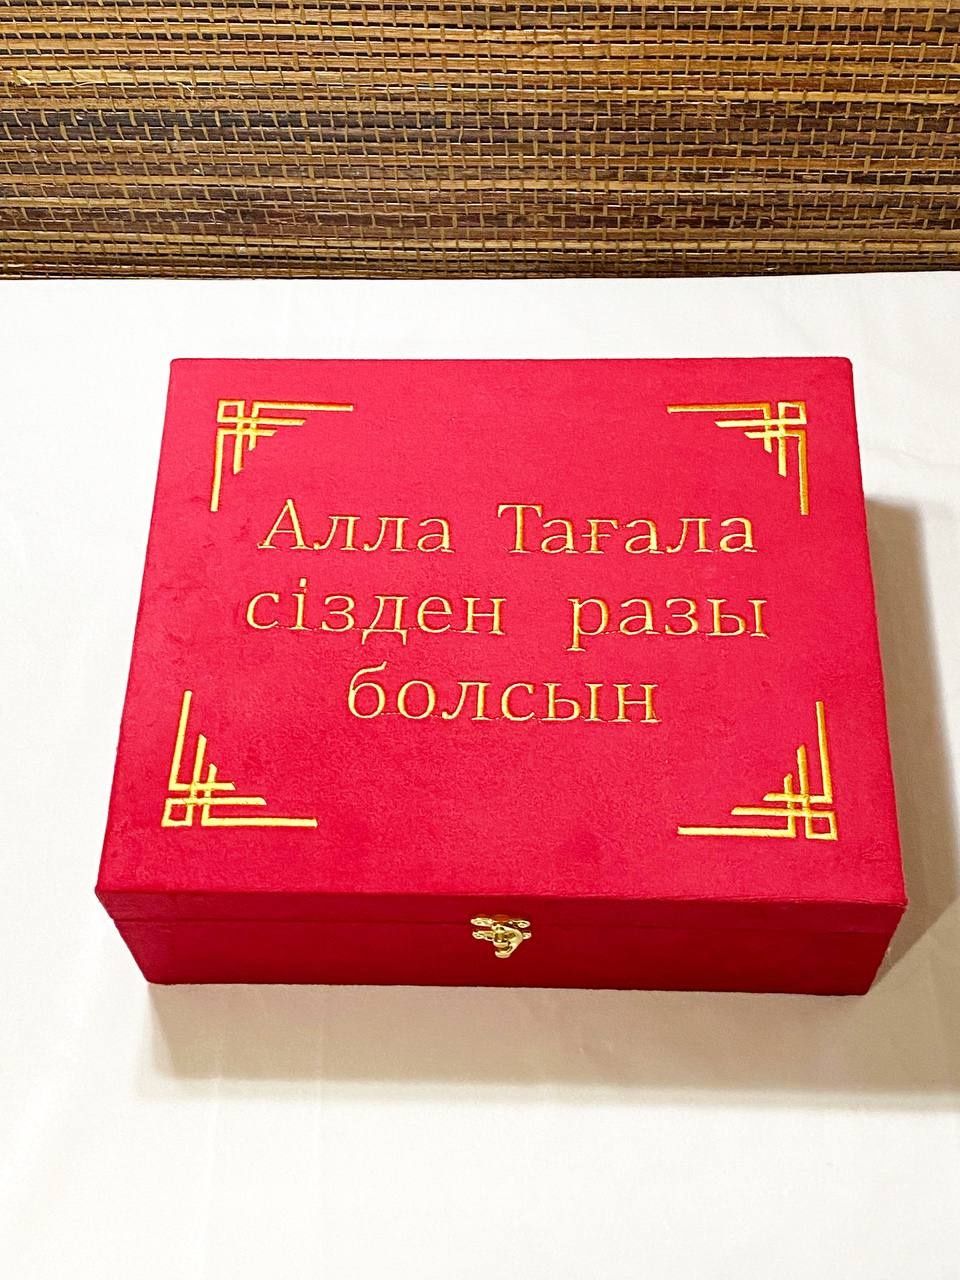 Алла Тағала
сізден разы
болсын